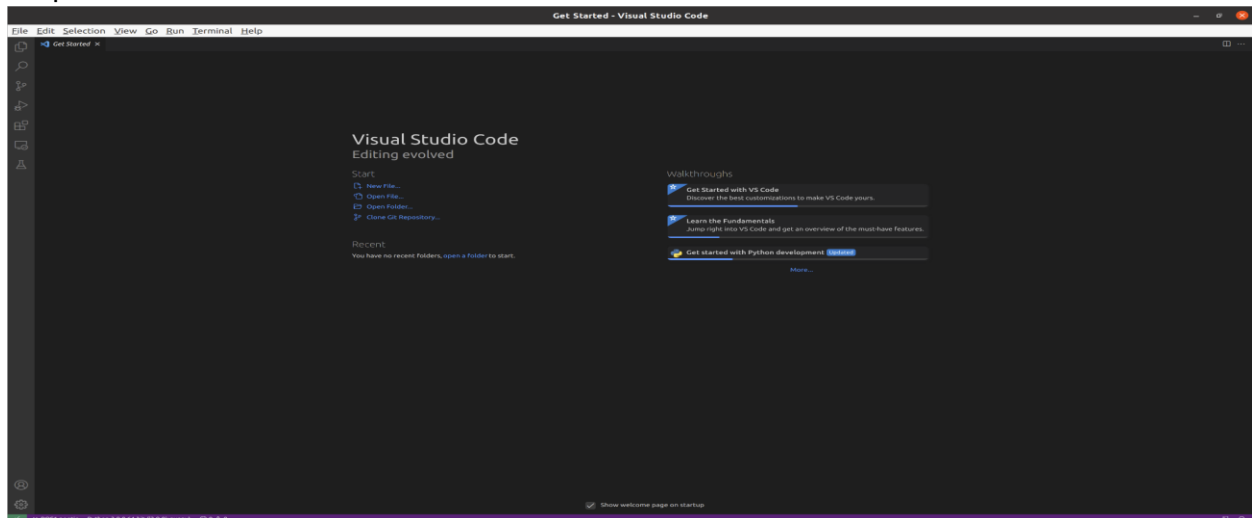 Get Started - Visual Studio Code
File Edit Selection View Go Run Terminal Help
Get Started
Visual Studio Code
Editing evolved
Start
New File...
Open File...
Open Folder...
Clone Git Repository...
Recent
You have no recent folders, open a folder to start.
Walkthroughs
Get Started with VS Code
Discover the best customizations to make VS Code yours.
Learn the Fundamentals
Jump right into VS Code and get an overview of the must-have features.
Get started with Python development Updated
More...
Show welcome page on startup